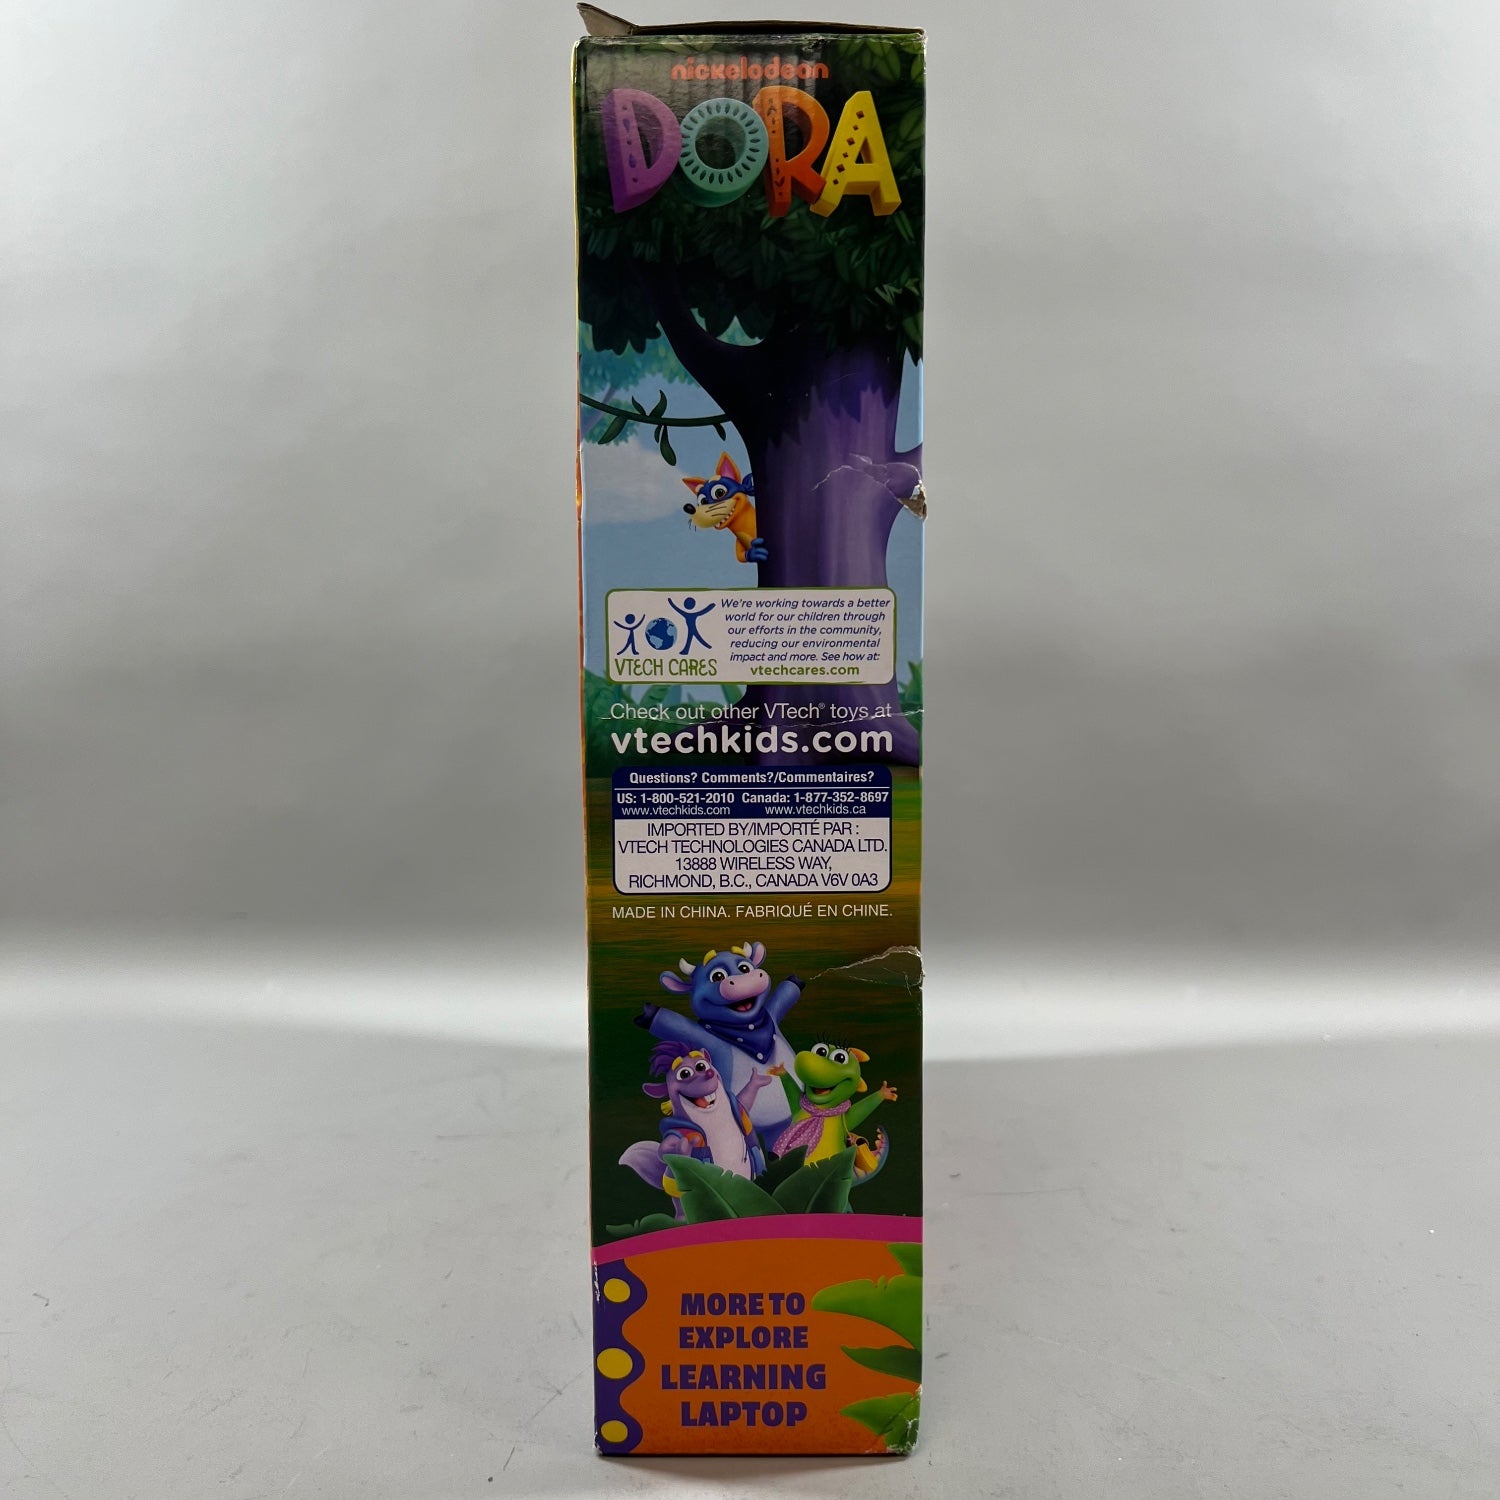 nickelodeon
DORA
We're working towards a better
world for our children through
our efforts in the community,
reducing our environmental
impact and more. See how at:
vtechcares.com
VTECH CARES
Check out other VTech® toys at
vtechkids.com
Questions? Comments?/Commentaires?
US: 1-800-521-2010 Canada: 1-877-352-8697
www.vtechkids.com www.vtechkids.ca
IMPORTED BY/IMPORTÉ PAR :
VTECH TECHNOLOGIES CANADA LTD.
13888 WIRELESS WAY,
RICHMOND, B.C., CANADA V6V 0A3
MADE IN CHINA. FABRIQUÉ EN CHINE.
MORE TO
EXPLORE
LEARNING
LAPTOP